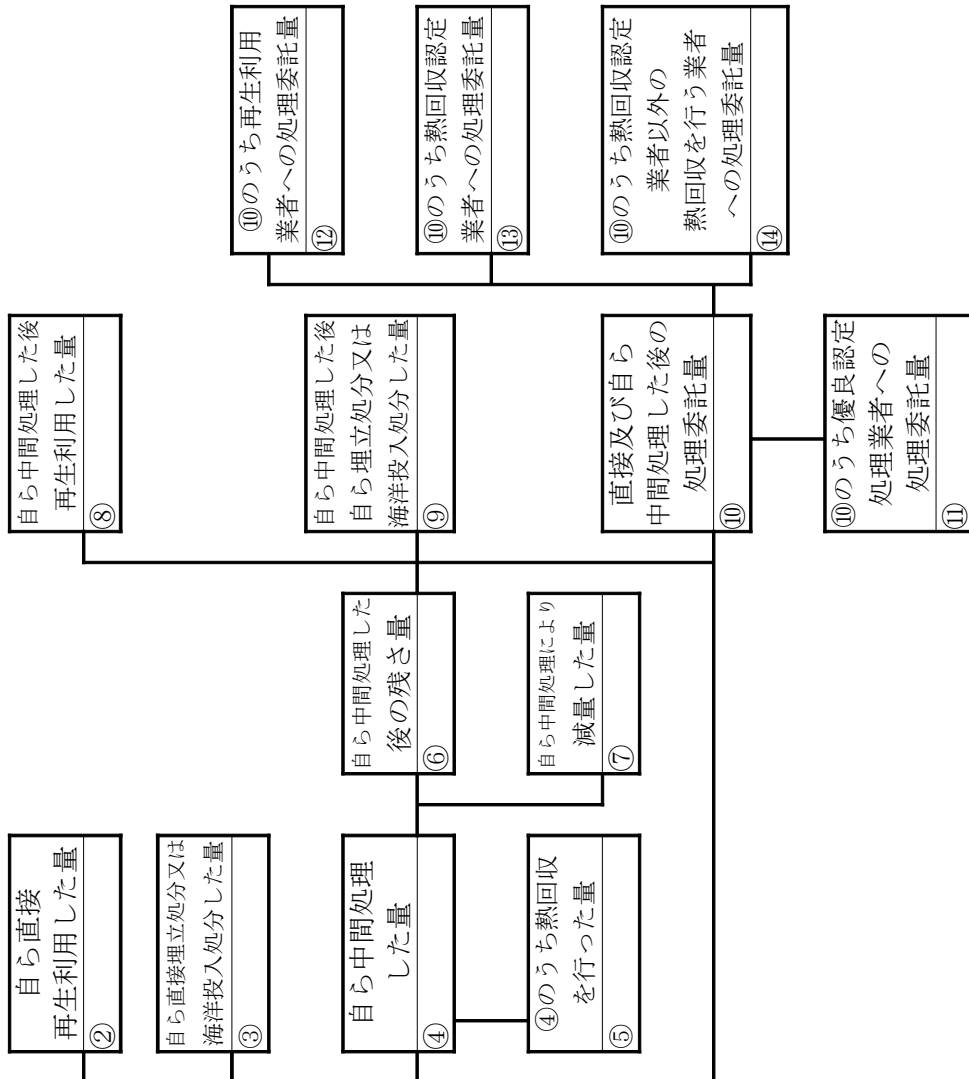 自ら直接
再生利用した量
②
自ら直接埋立処分又は
海洋投入処分した量
③
自ら中間処理
した量
④
④のうち熱回収
を行った量
⑤
自ら中間処理した
後の残さ量
⑥
自ら中間処理により
減量した量
⑦
自ら中間処理した後
再生利用した量
⑧
自ら中間処理した後
自ら埋立処分又は
海洋投入処分した量
⑨
直接及び自ら
中間処理した後の
処理委託量
⑩
⑩のうち優良認定
処理業者への
処理委託量
⑪
⑩のうち再生利用
業者への処理委託量
⑫
⑩のうち熱回収認定
業者への処理委託量
⑬
⑩のうち熱回収認定
業者以外の
熱回収を行う業者
への処理委託量
⑭